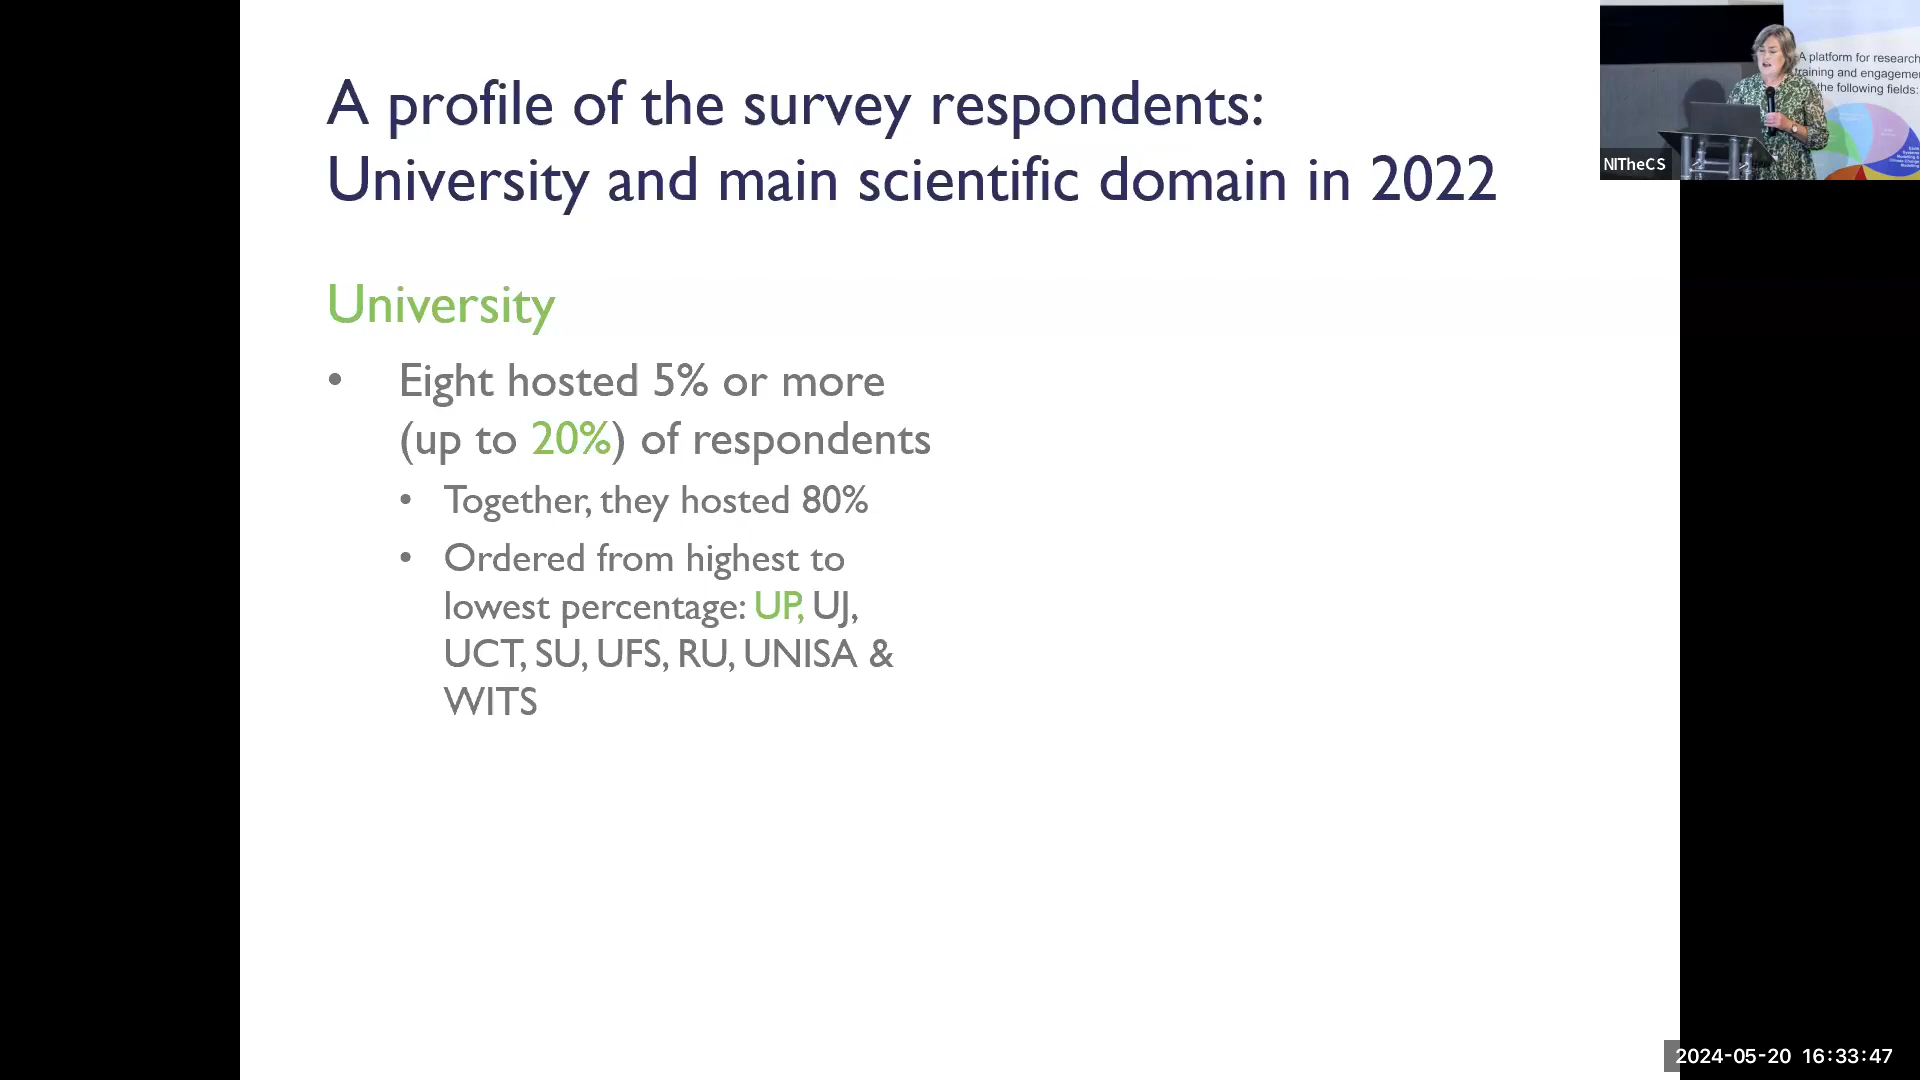 A profile of the survey respondents:
University and main scientific domain in 2022
University
• Eight hosted 5% or more
(up to 20%) of respondents
• Together, they hosted 80%
• Ordered from highest to
lowest percentage: UP, UJ,
UCT, SU, UFS, RU, UNISA &
WITS
A platform for research
training and engagemen
the following fields:
NITheCS
2024-05-20 16:33:47